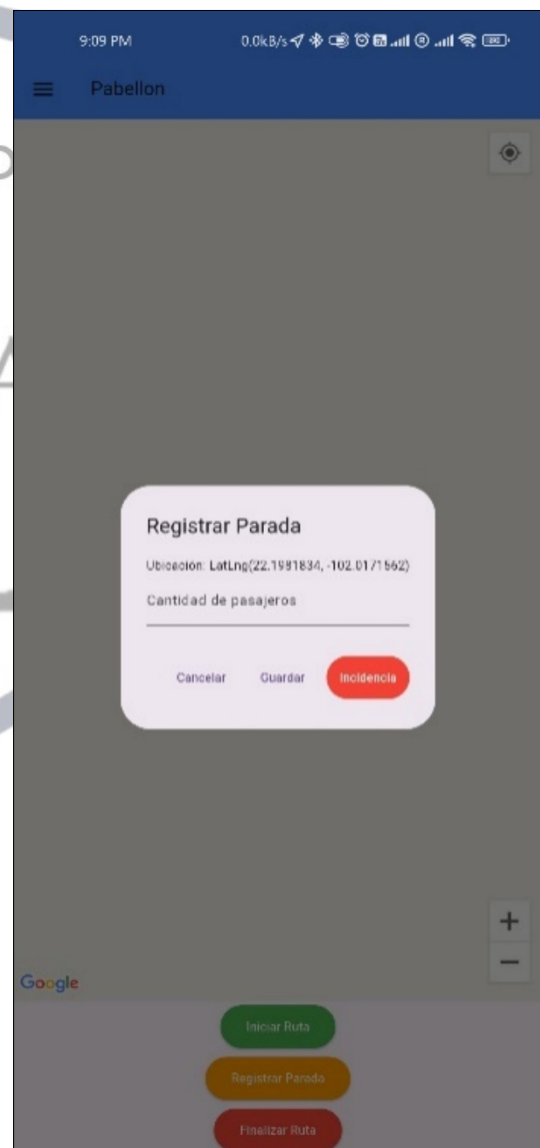 9:09 PM 0.0kB/s
Pabellon
Registrar Parada
Ubicación: LatLng(22.1981834, -102.0171562)
Cantidad de pasajeros
Cancelar Guardar Incidencia
+
−
Google
Iniciar Ruta
Registrar Parada
Finalizar Ruta